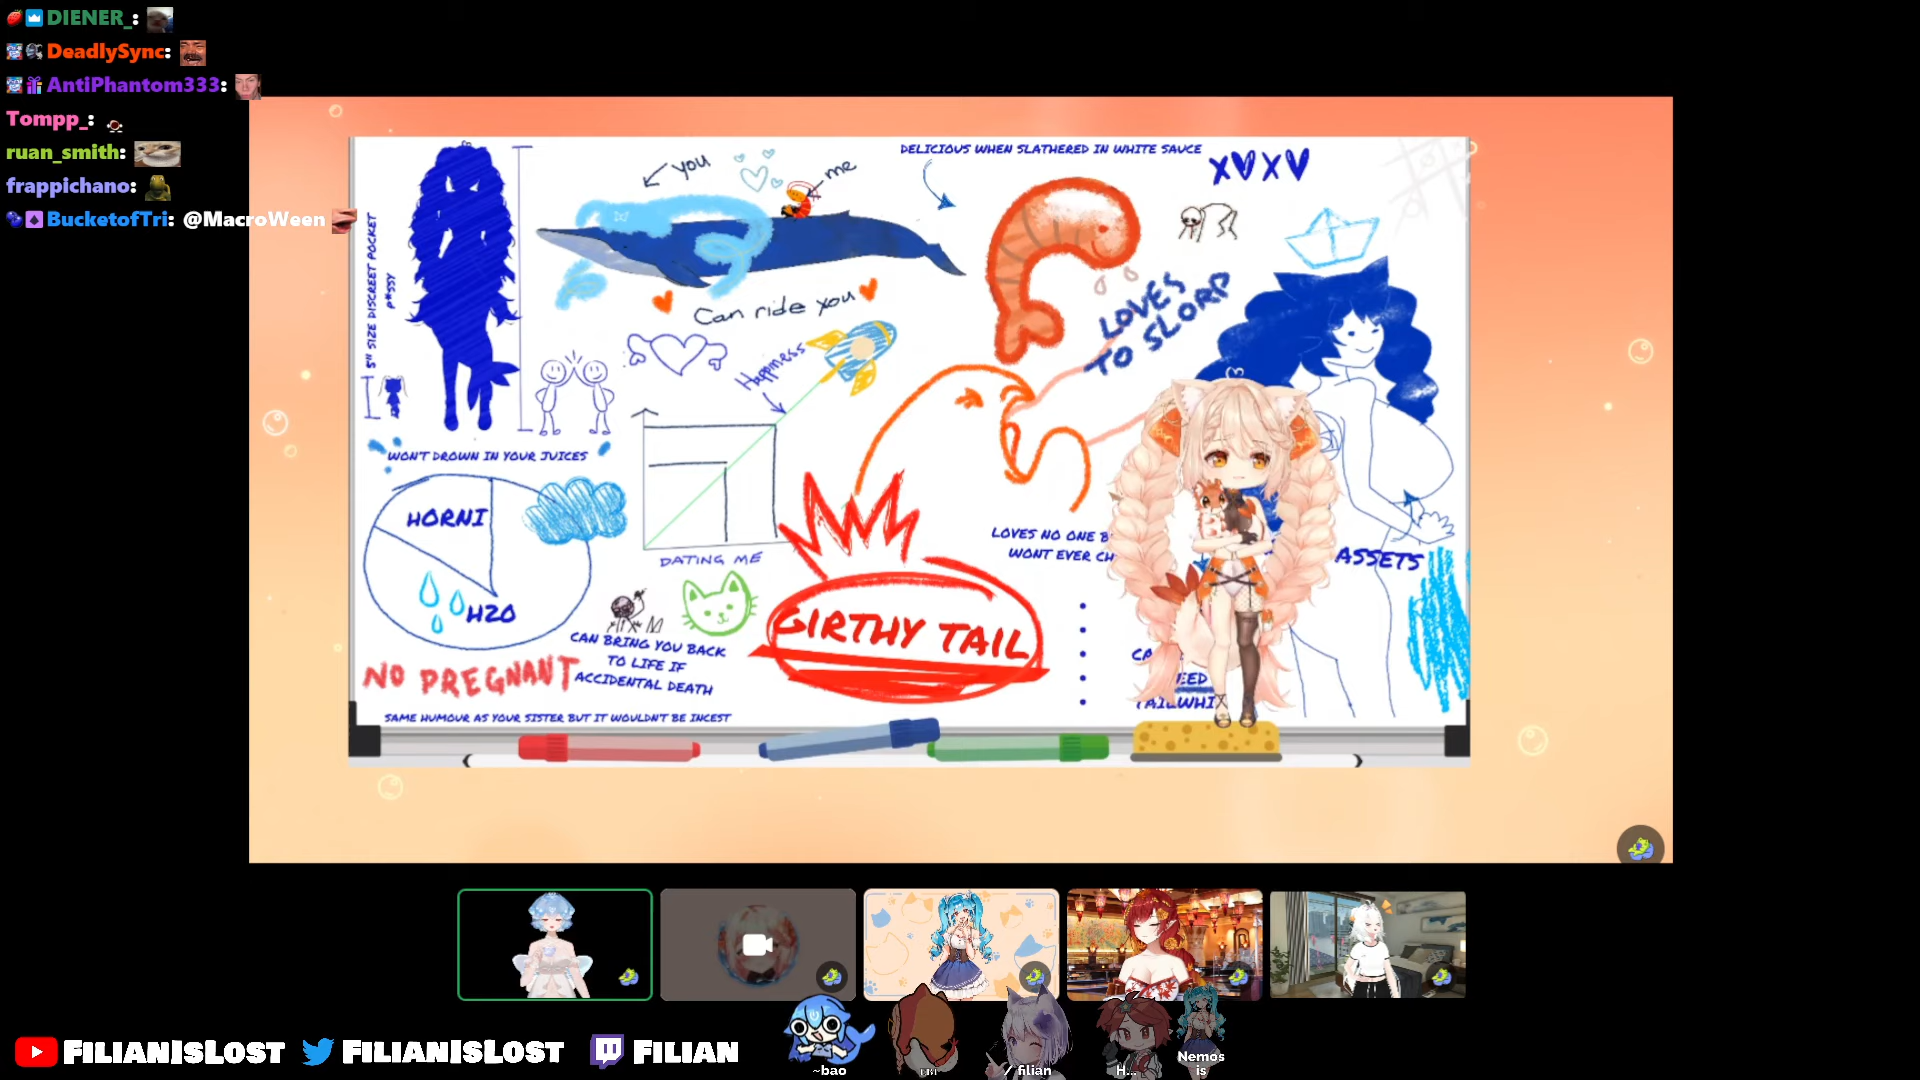 DIENER_:
DeadlySync:
AntiPhantom333:
Tompp_:
ruan_smith:
frappichano:
BucketofTri: @MacroWeen
5" SIZE DISCREET POCKET
P*SSY
you
me
Can ride you
DELICIOUS WHEN SLATHERED IN WHITE SAUCE
LOVES
TO SLORP
Happiness
DATING ME
WON'T DROWN IN YOUR JUICES
HORNI
H2O
NO PREGNANT
CAN BRING YOU BACK
TO LIFE IF
ACCIDENTAL DEATH
SAME HUMOUR AS YOUR SISTER BUT IT WOULDN'T BE INCEST
GIRTHY TAIL
LOVES NO ONE
WONT EVER
ASSETS
FILIANISLOST
FILIANISLOST
FILIAN
~bao
/ filian
H...
Nemos
is